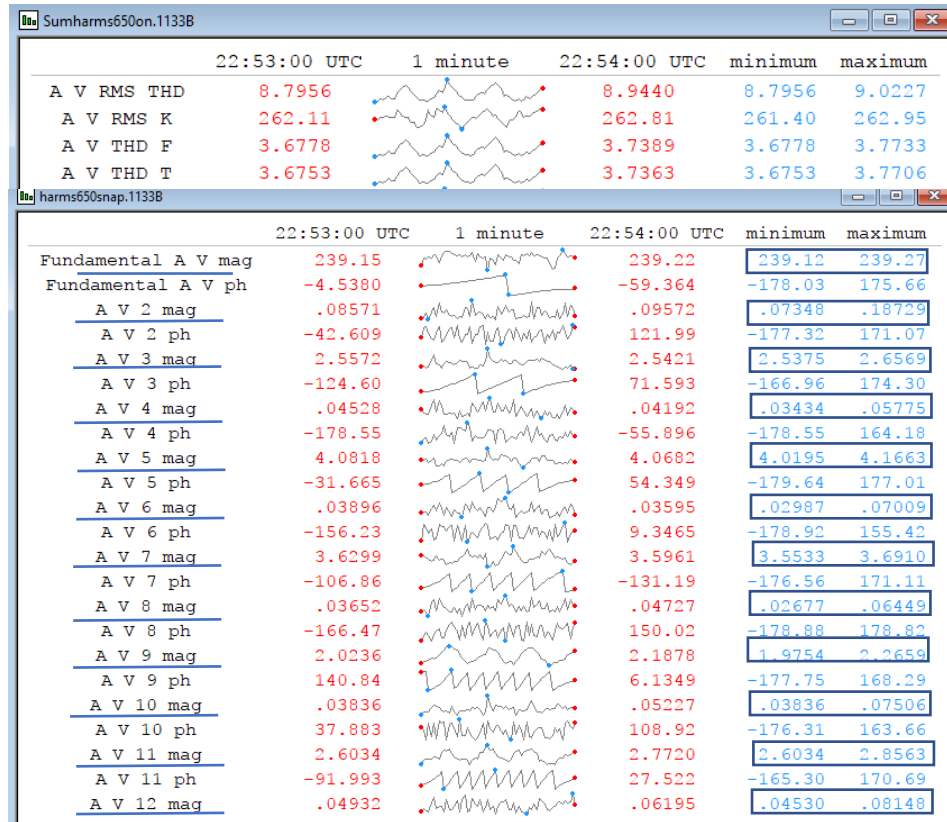 Sumharms650on.1133B
22:53:00 UTC 1 minute 22:54:00 UTC minimum maximum
A V RMS THD 8.7956 8.9440 8.7956 9.0227
A V RMS K 262.11 262.81 261.40 262.95
A V THD F 3.6778 3.7389 3.6778 3.7733
A V THD T 3.6753 3.7363 3.6753 3.7706
harms650snap.1133B
22:53:00 UTC 1 minute 22:54:00 UTC minimum maximum
Fundamental A V mag 239.15 239.22 239.12 239.27
Fundamental A V ph -4.5380 -59.364 -178.03 175.66
A V 2 mag .08571 .09572 .07348 .18729
A V 2 ph -42.609 121.99 -177.32 171.07
A V 3 mag 2.5572 2.5421 2.5375 2.6569
A V 3 ph -124.60 71.593 -166.96 174.30
A V 4 mag .04528 .04192 .03434 .05775
A V 4 ph -178.55 -55.896 -178.55 164.18
A V 5 mag 4.0818 4.0682 4.0195 4.1663
A V 5 ph -31.665 54.349 -179.64 177.01
A V 6 mag .03896 .03595 .02987 .07009
A V 6 ph -156.23 9.3465 -178.92 155.42
A V 7 mag 3.6299 3.5961 3.5533 3.6910
A V 7 ph -106.86 -131.19 -176.56 171.11
A V 8 mag .03652 .04727 .02677 .06449
A V 8 ph -166.47 150.02 -178.88 178.82
A V 9 mag 2.0236 2.1878 1.9754 2.2659
A V 9 ph 140.84 6.1349 -177.75 168.29
A V 10 mag .03836 .05227 .03836 .07506
A V 10 ph 37.883 108.92 -176.31 163.66
A V 11 mag 2.6034 2.7720 2.6034 2.8563
A V 11 ph -91.993 27.522 -165.30 170.69
A V 12 mag .04932 .06195 .04530 .08148